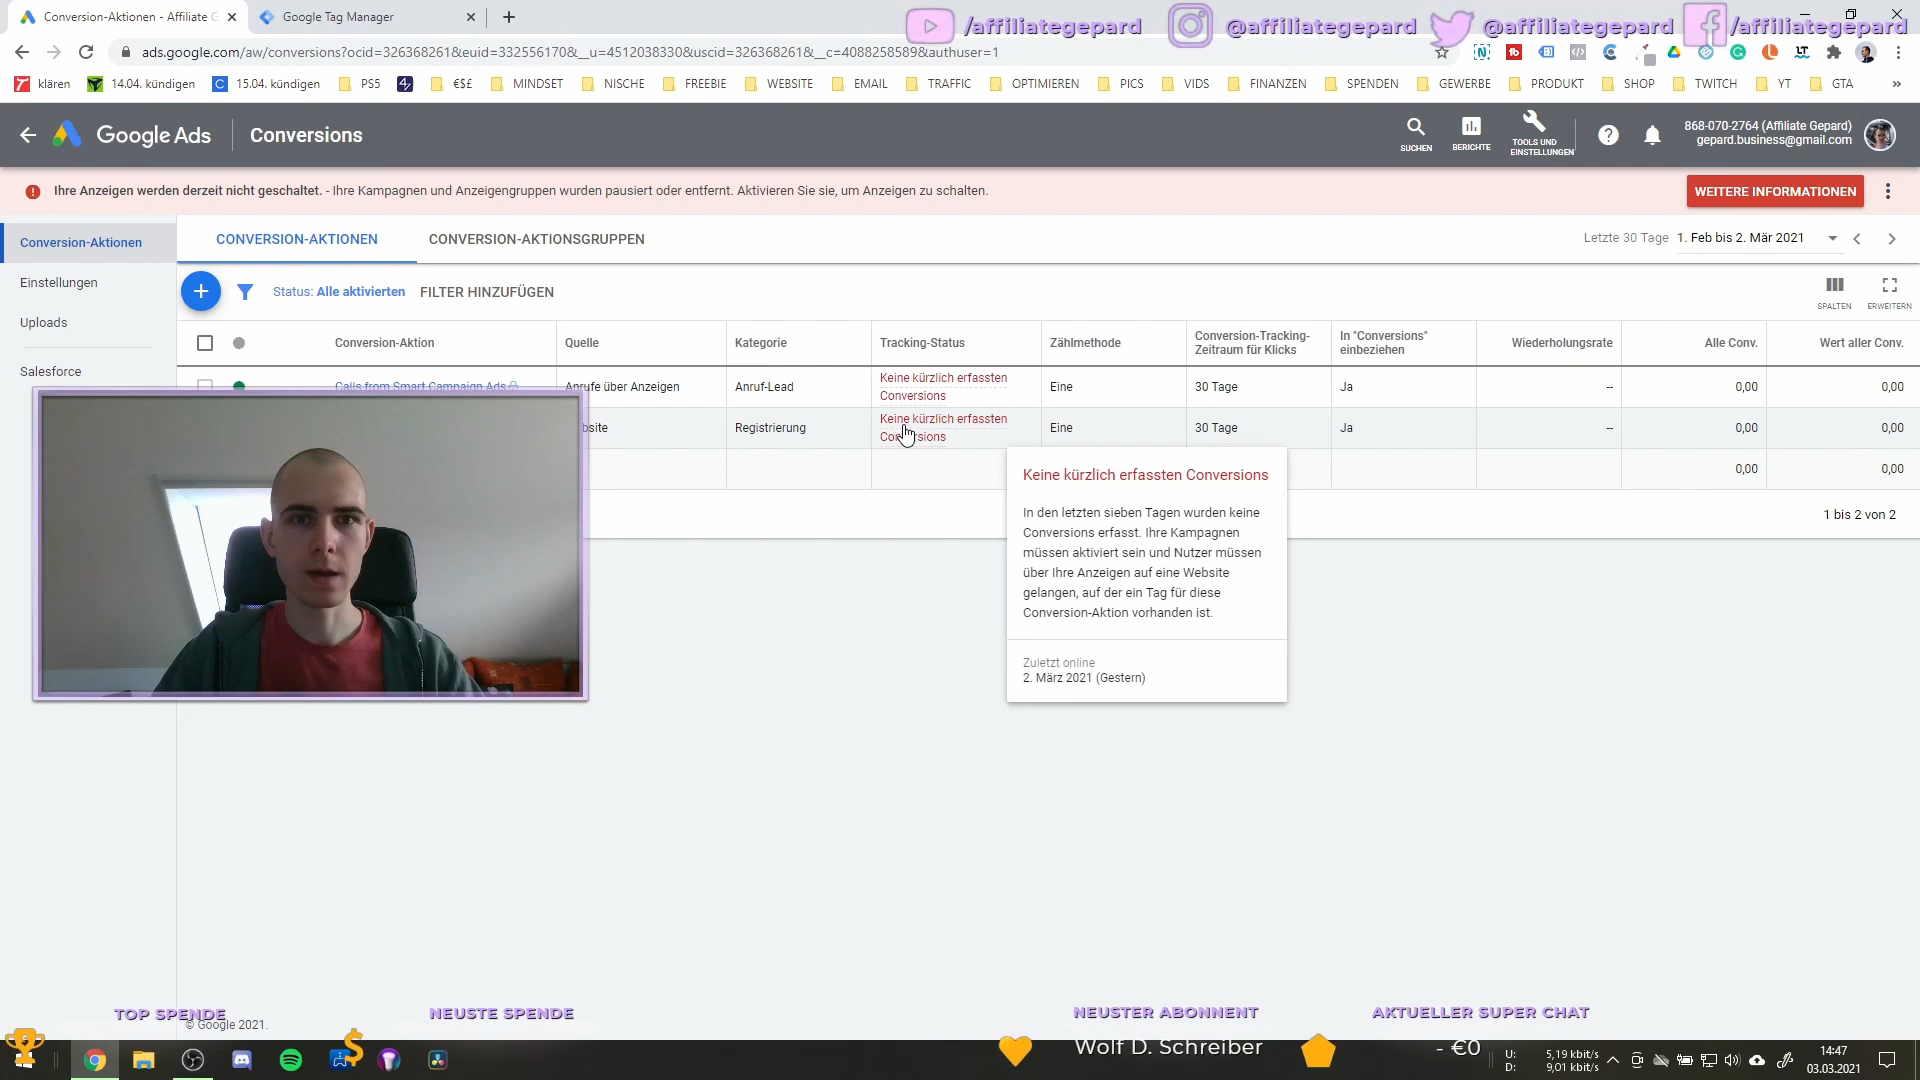 Conversion-Aktionen - Affiliate G
Google Tag Manager
/affiliategepard
@affiliategepard
@affiliategepard
/affiliategepard
ads.google.com/aw/conversions?ocid=326368261&euid=332556170&__u=4512038330&uscid=326368261&__c=4088258589&authuser=1
klären
14.04. kündigen
15.04. kündigen
PS5
€$£
MINDSET
NISCHE
FREEBIE
WEBSITE
EMAIL
TRAFFIC
OPTIMIEREN
PICS
VIDS
FINANZEN
SPENDEN
GEWERBE
PRODUKT
SHOP
TWITCH
YT
GTA
»
Google Ads
Conversions
SUCHEN
BERICHTE
TOOLS UND
EINSTELLUNGEN
868-070-2764 (Affiliate Gepard)
gepard.business@gmail.com
Ihre Anzeigen werden derzeit nicht geschaltet. - Ihre Kampagnen und Anzeigengruppen wurden pausiert oder entfernt. Aktivieren Sie sie, um Anzeigen zu schalten.
WEITERE INFORMATIONEN
Conversion-Aktionen
Einstellungen
Uploads
Salesforce
CONVERSION-AKTIONEN
CONVERSION-AKTIONSGRUPPEN
Letzte 30 Tage 1. Feb bis 2. Mär 2021
Status: Alle aktivierten
FILTER HINZUFÜGEN
SPALTEN
ERWEITERN
Conversion-Aktion
Quelle
Kategorie
Tracking-Status
Zählmethode
Conversion-Tracking-
Zeitraum für Klicks
In "Conversions"
einbeziehen
Wiederholungsrate
Alle Conv.
Wert aller Conv.
Calls from Smart Campaign Ads
Anrufe über Anzeigen
Anruf-Lead
Keine kürzlich erfassten
Conversions
Eine
30 Tage
Ja
--
0,00
0,00
bsite
Registrierung
Keine kürzlich erfassten
Conversions
Eine
30 Tage
Ja
--
0,00
0,00
0,00
0,00
1 bis 2 von 2
Keine kürzlich erfassten Conversions
In den letzten sieben Tagen wurden keine
Conversions erfasst. Ihre Kampagnen
müssen aktiviert sein und Nutzer müssen
über Ihre Anzeigen auf eine Website
gelangen, auf der ein Tag für diese
Conversion-Aktion vorhanden ist.
Zuletzt online
2. März 2021 (Gestern)
TOP SPENDE
© Google 2021.
NEUSTE SPENDE
NEUSTER ABONNENT
Wolf D. Schreiber
AKTUELLER SUPER CHAT
- €0
U: 5,19 kbit/s
D: 9,01 kbit/s
14:47
03.03.2021